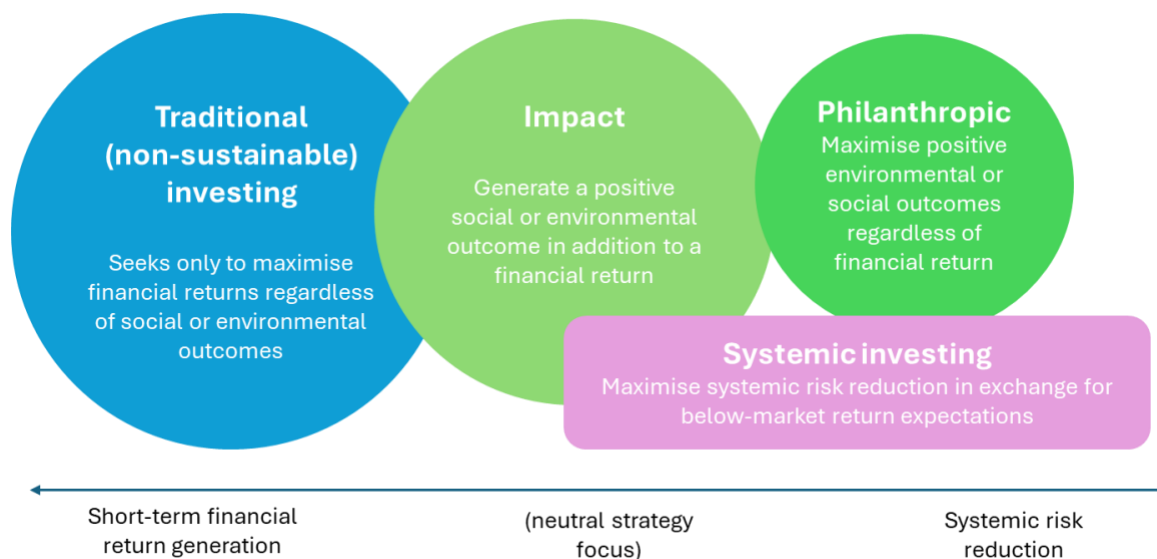 Traditional
(non-sustainable)
investing
Seeks only to maximise
financial returns regardless
of social or environmental
outcomes
Impact
Generate a positive
social or environmental
outcome in addition to a
financial return
Philanthropic
Maximise positive
environmental or
social outcomes
regardless of
financial return
Systemic investing
Maximise systemic risk reduction in exchange for
below-market return expectations
Short-term financial
return generation
(neutral strategy
focus)
Systemic risk
reduction